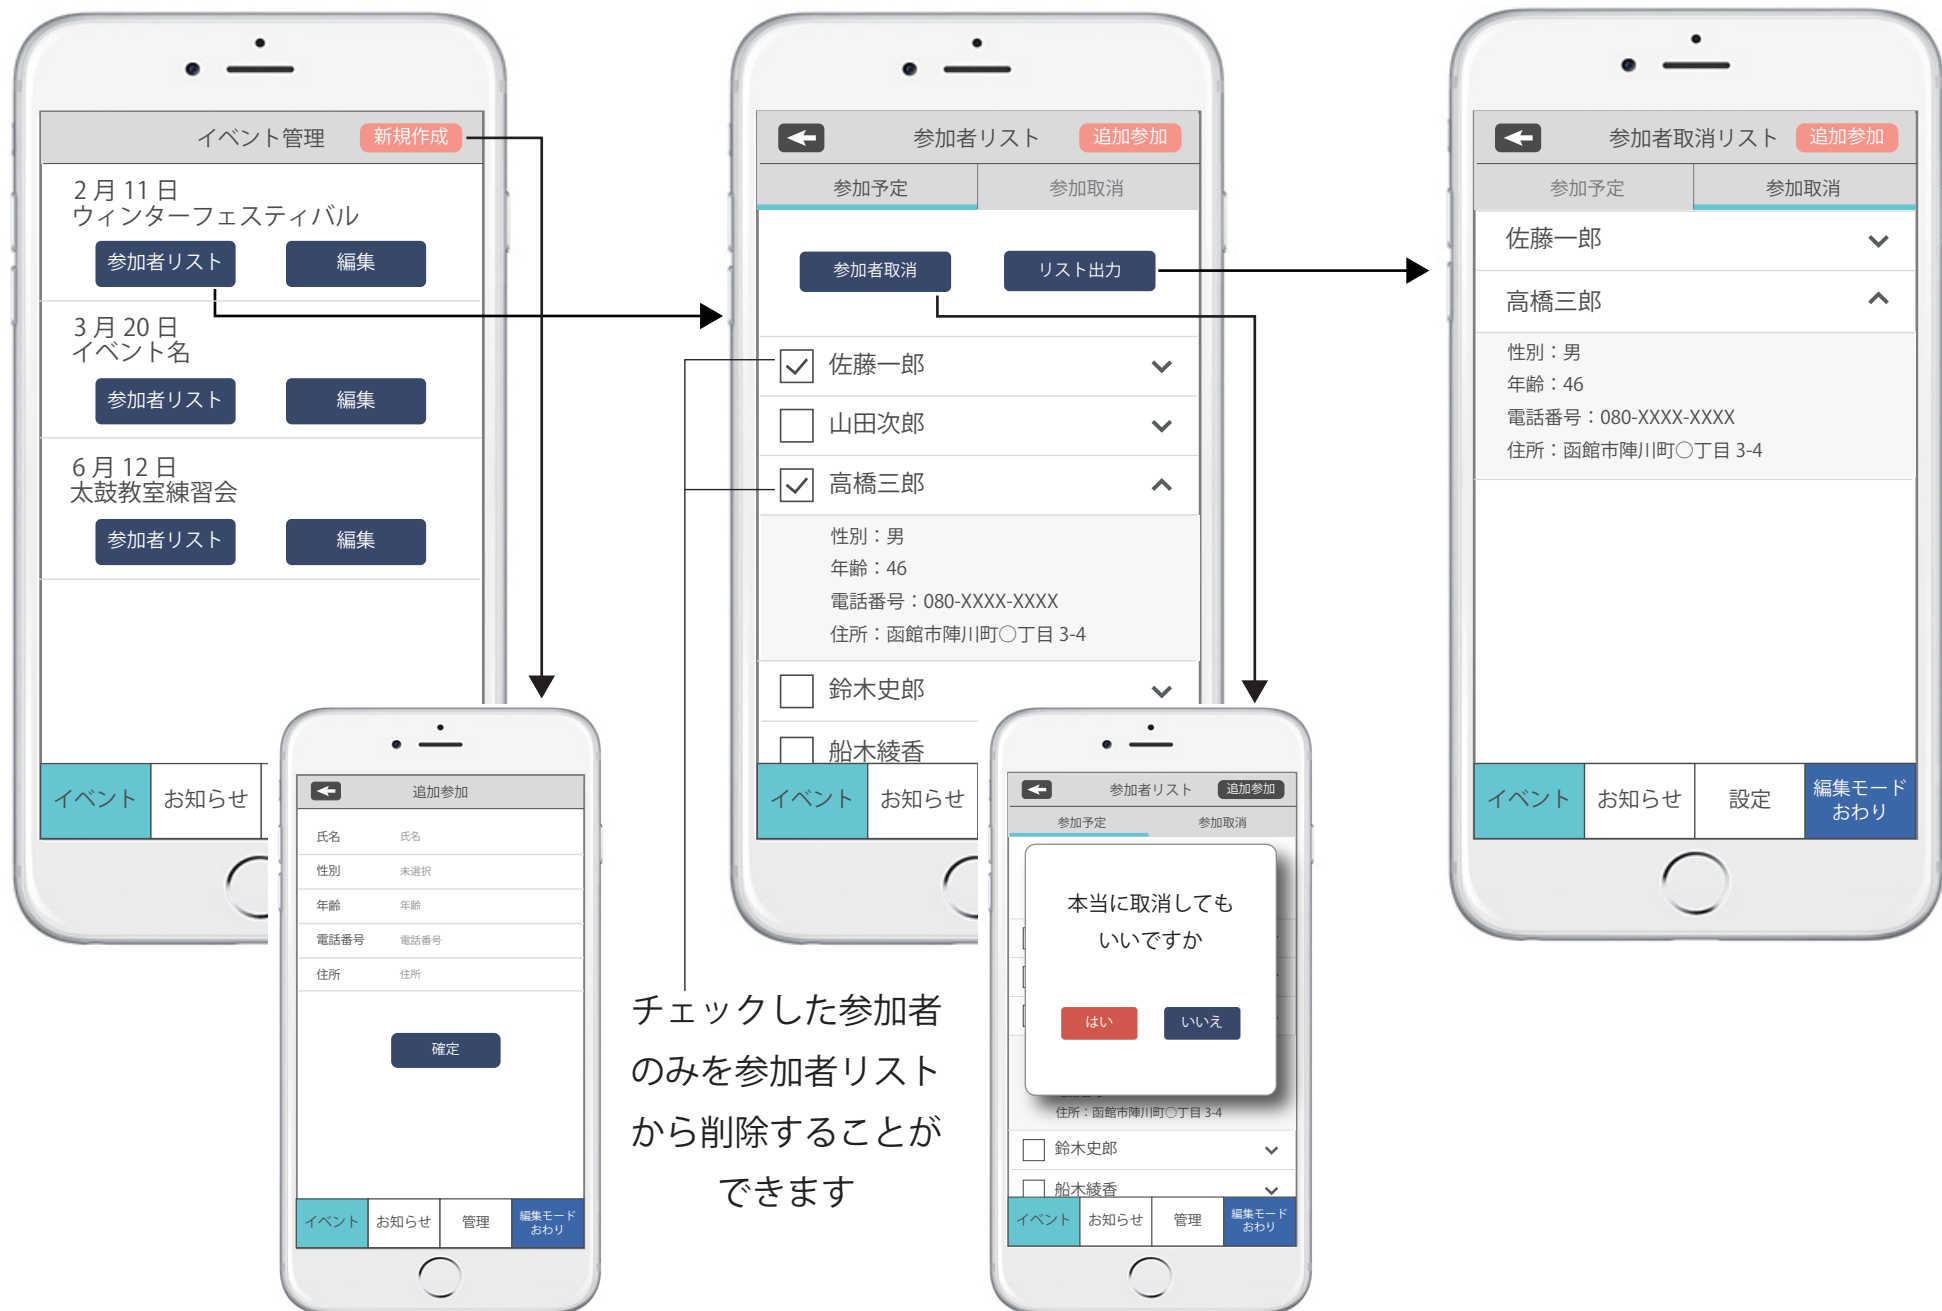 イベント管理
新規作成
2 月 11 日
ウィンターフェスティバル
参加者リスト
編集
3 月 20 日
イベント名
参加者リスト
編集
6 月 12 日
太鼓教室練習会
参加者リスト
編集
イベント
お知らせ
追加参加
氏名
氏名
性別
未選択
年齢
年齢
電話番号
電話番号
住所
住所
確定
イベント
お知らせ
管理
編集モード
おわり
参加者リスト
追加参加
参加予定
参加取消
参加者取消
リスト出力
佐藤一郎
山田次郎
高橋三郎
性別：男
年齢：46
電話番号：080-XXXX-XXXX
住所：函館市陣川町○丁目 3-4
鈴木史郎
船木綾香
イベント
お知らせ
チェックした参加者
のみを参加者リスト
から削除することが
できます
参加者リスト
追加参加
参加予定
参加取消
本当に取消しても
いいですか
はい
いいえ
住所：函館市陣川町○丁目 3-4
鈴木史郎
船木綾香
イベント
お知らせ
管理
編集モード
おわり
参加者取消リスト
追加参加
参加予定
参加取消
佐藤一郎
高橋三郎
性別：男
年齢：46
電話番号：080-XXXX-XXXX
住所：函館市陣川町○丁目 3-4
イベント
お知らせ
設定
編集モード
おわり